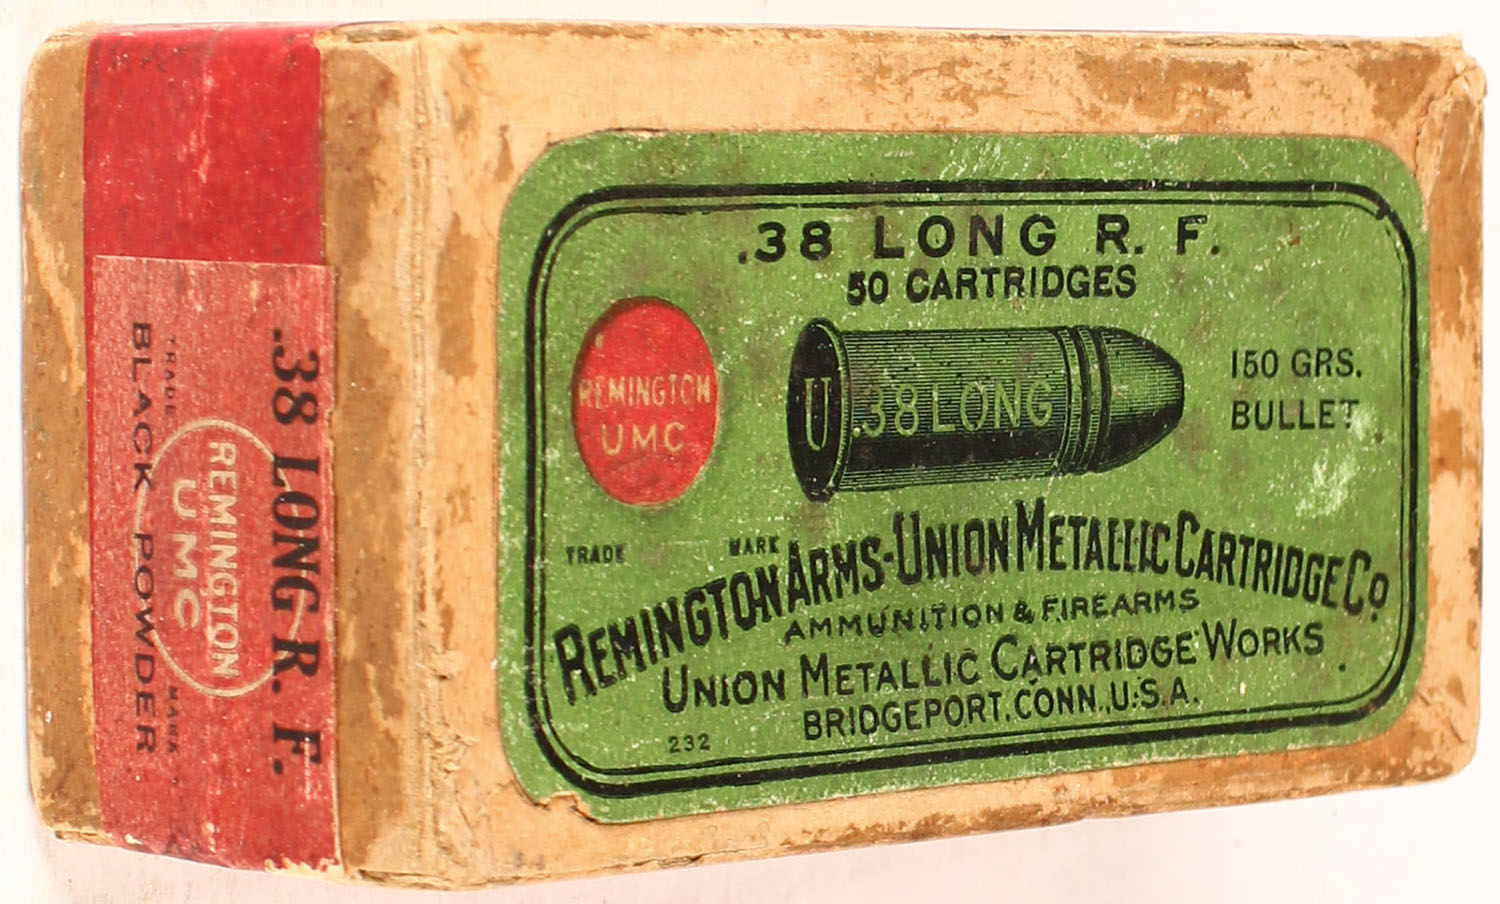 .38 LONG R. F.
50 CARTRIDGES
REMINGTON
UMC
U
.38 LONG
150 GRS.
BULLET
TRADE MARK
REMINGTON ARMS-UNION METALLIC CARTRIDGE CO
AMMUNITION & FIREARMS
UNION METALLIC CARTRIDGE WORKS.
BRIDGEPORT, CONN., U.S.A.
232
.38 LONG R. F.
REMINGTON
UMC
TRADE MARK
BLACK POWDER